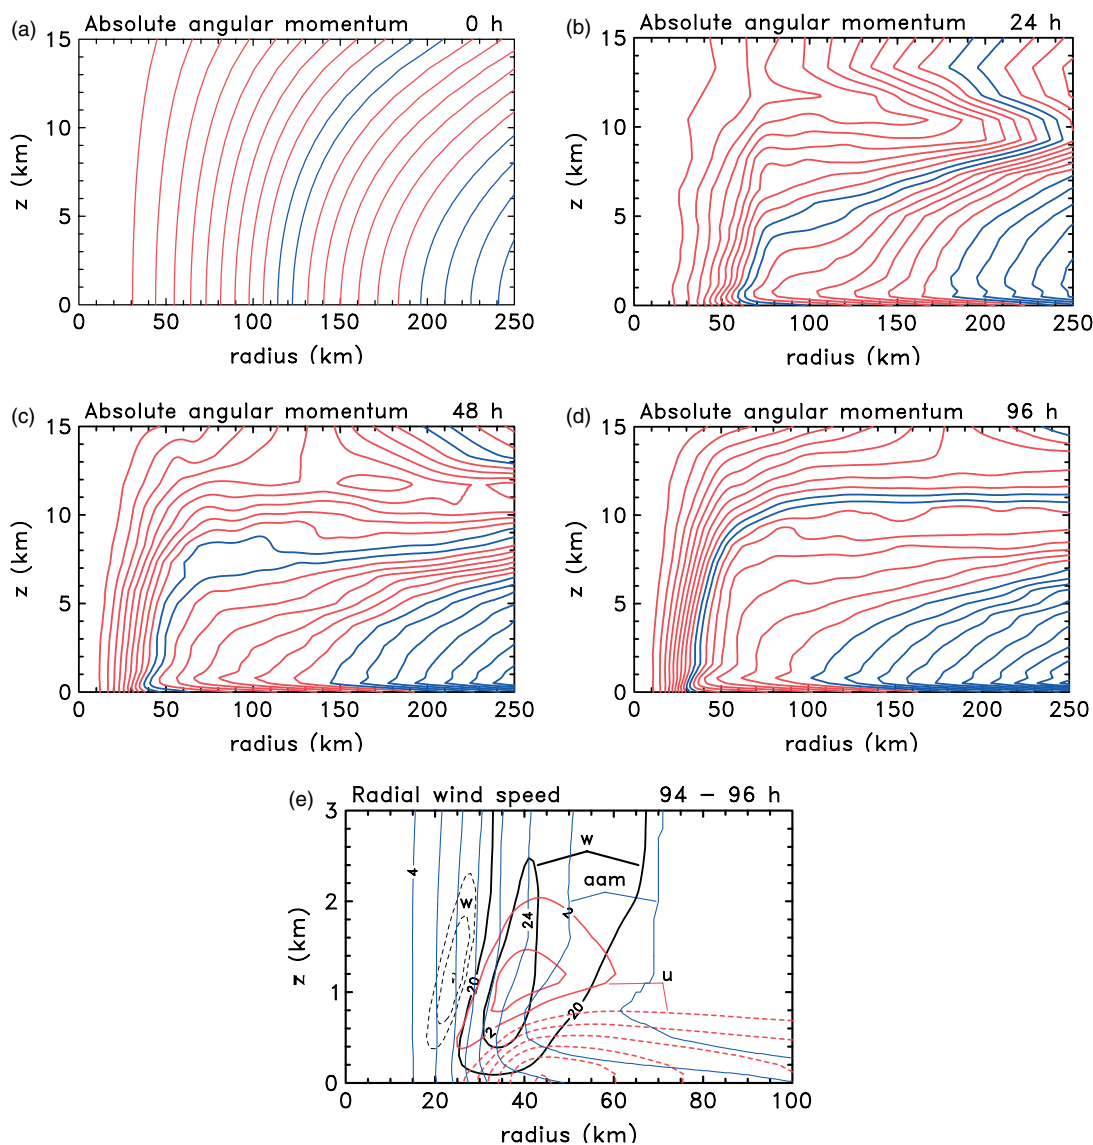 (a) Absolute angular momentum 0 h
15
10
5
0
z (km)
0 50 100 150 200 250
radius (km)
(b) Absolute angular momentum 24 h
15
10
5
0
z (km)
0 50 100 150 200 250
radius (km)
(c) Absolute angular momentum 48 h
15
10
5
0
z (km)
0 50 100 150 200 250
radius (km)
(d) Absolute angular momentum 96 h
15
10
5
0
z (km)
0 50 100 150 200 250
radius (km)
(e) Radial wind speed 94 – 96 h
3
2
1
0
z (km)
w
aam
4
w
24
2
u
20
20
2
0 20 40 60 80 100
radius (km)